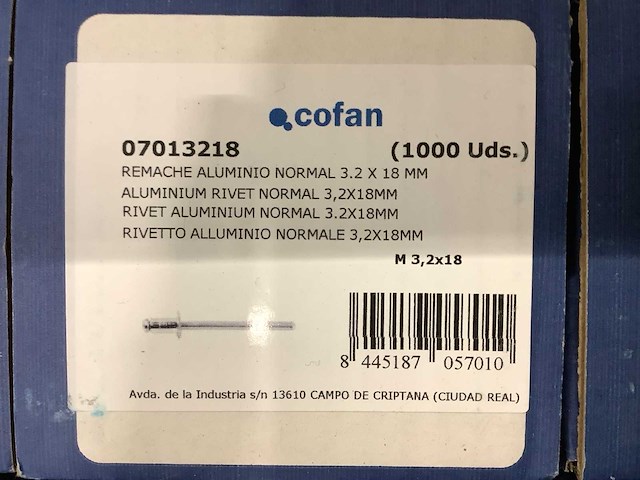 cofan
07013218 (1000 Uds.)
REMACHE ALUMINIO NORMAL 3.2 X 18 MM
ALUMINIUM RIVET NORMAL 3,2X18MM
RIVET ALUMINIUM NORMAL 3.2X18MM
RIVETTO ALLUMINIO NORMALE 3,2X18MM
M 3,2x18
8 445187 057010
Avda. de la Industria s/n 13610 CAMPO DE CRIPTANA (CIUDAD REAL)